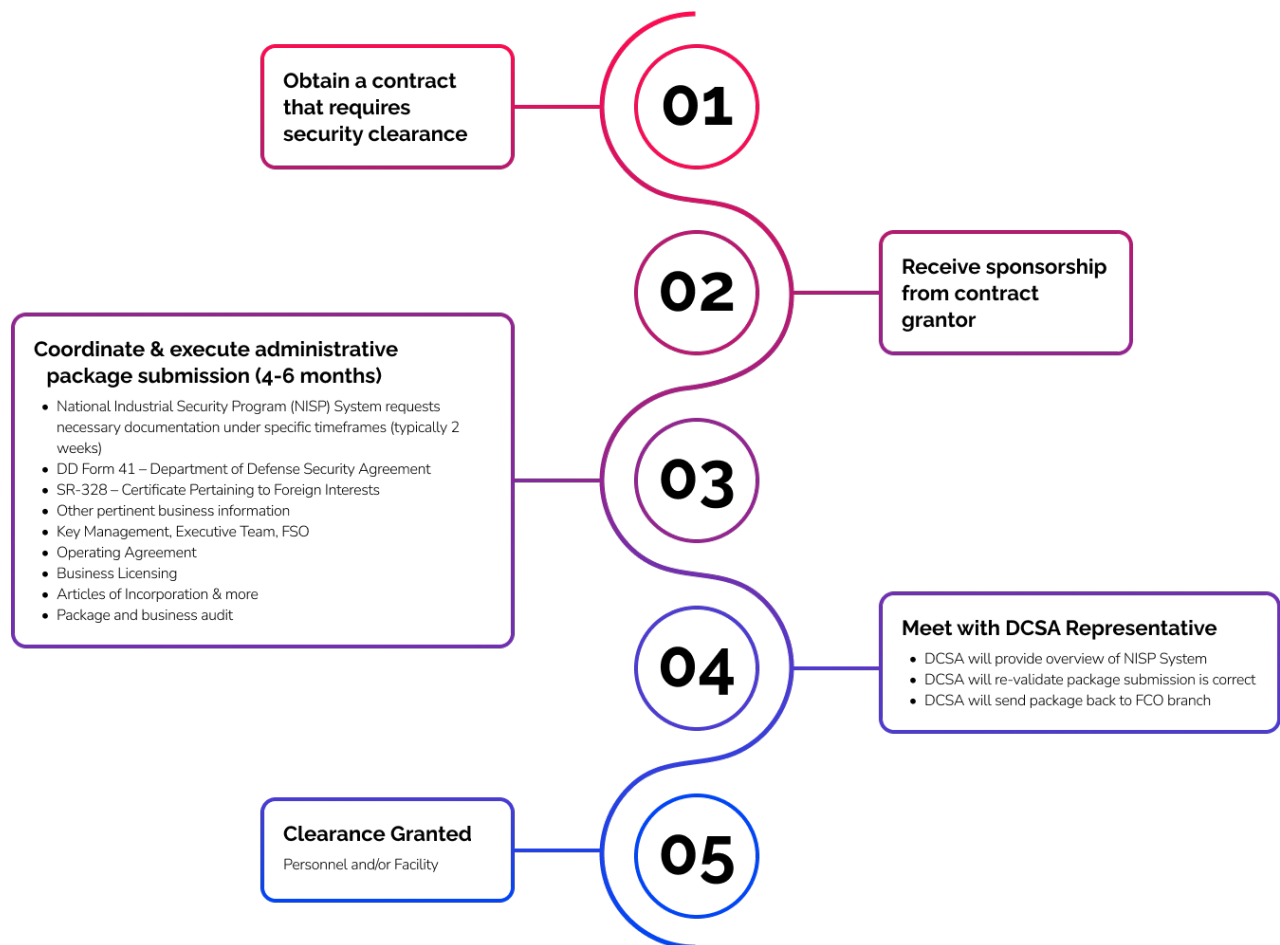 01
Obtain a contract
that requires
security clearance
02
Receive sponsorship
from contract
grantor
03
Coordinate & execute administrative
package submission (4-6 months)
• National Industrial Security Program (NISP) System requests
necessary documentation under specific timeframes (typically 2
weeks)
• DD Form 41 – Department of Defense Security Agreement
• SR-328 – Certificate Pertaining to Foreign Interests
• Other pertinent business information
• Key Management, Executive Team, FSO
• Operating Agreement
• Business Licensing
• Articles of Incorporation & more
• Package and business audit
04
Meet with DCSA Representative
• DCSA will provide overview of NISP System
• DCSA will re-validate package submission is correct
• DCSA will send package back to FCO branch
05
Clearance Granted
Personnel and/or Facility